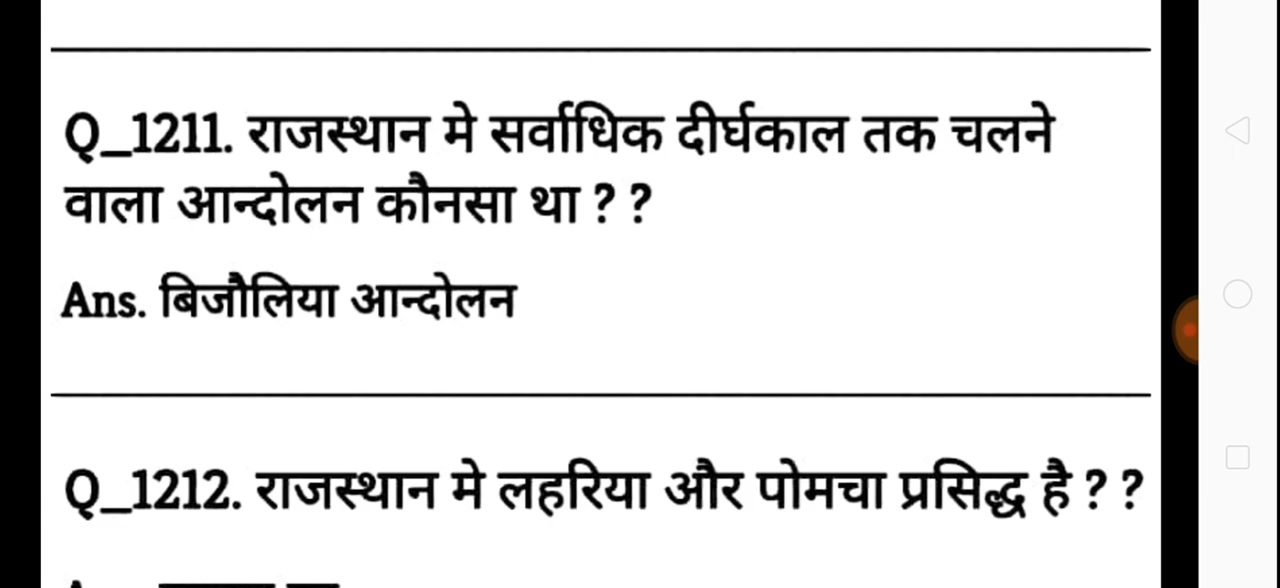 Q_1211. राजस्थान मे सर्वाधिक दीर्घकाल तक चलने
वाला आन्दोलन कौनसा था ? ?
Ans. बिजौलिया आन्दोलन
Q_1212. राजस्थान मे लहरिया और पोमचा प्रसिद्ध है ? ?